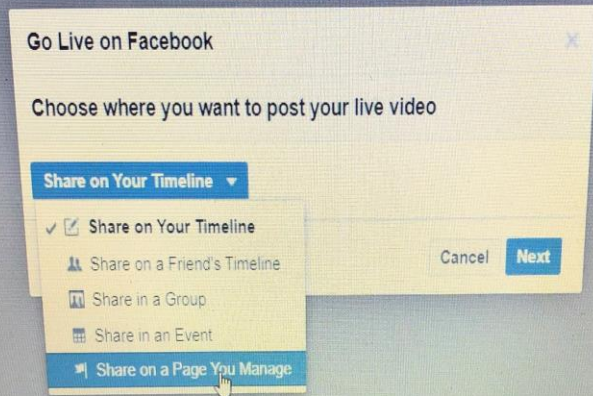 Go Live on Facebook
Choose where you want to post your live video
Share on Your Timeline
Share on Your Timeline
Share on a Friend's Timeline
Share in a Group
Share in an Event
Share on a Page You Manage
Cancel
Next